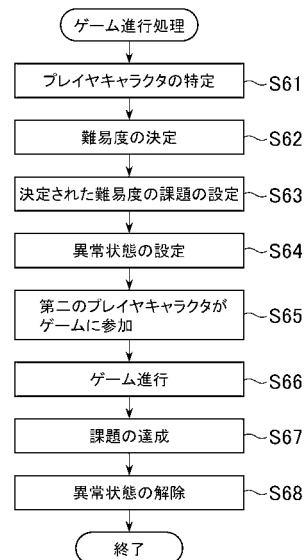 ゲーム進行処理
プレイヤキャラクタの特定
S61
難易度の決定
S62
決定された難易度の課題の設定
S63
異常状態の設定
S64
第二のプレイヤキャラクタが
ゲームに参加
S65
ゲーム進行
S66
課題の達成
S67
異常状態の解除
S68
終了